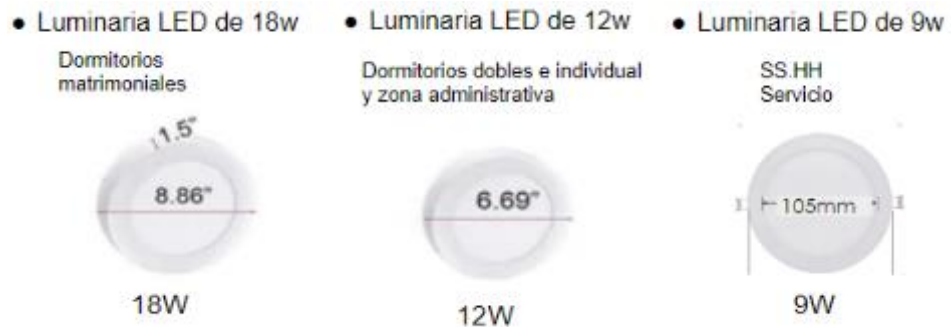 ● Luminaria LED de 18w
Dormitorios
matrimoniales
1.5"
8.86"
18W
● Luminaria LED de 12w
Dormitorios dobles e individual
y zona administrativa
6.69"
12W
● Luminaria LED de 9w
SS.HH
Servicio
105mm
9W